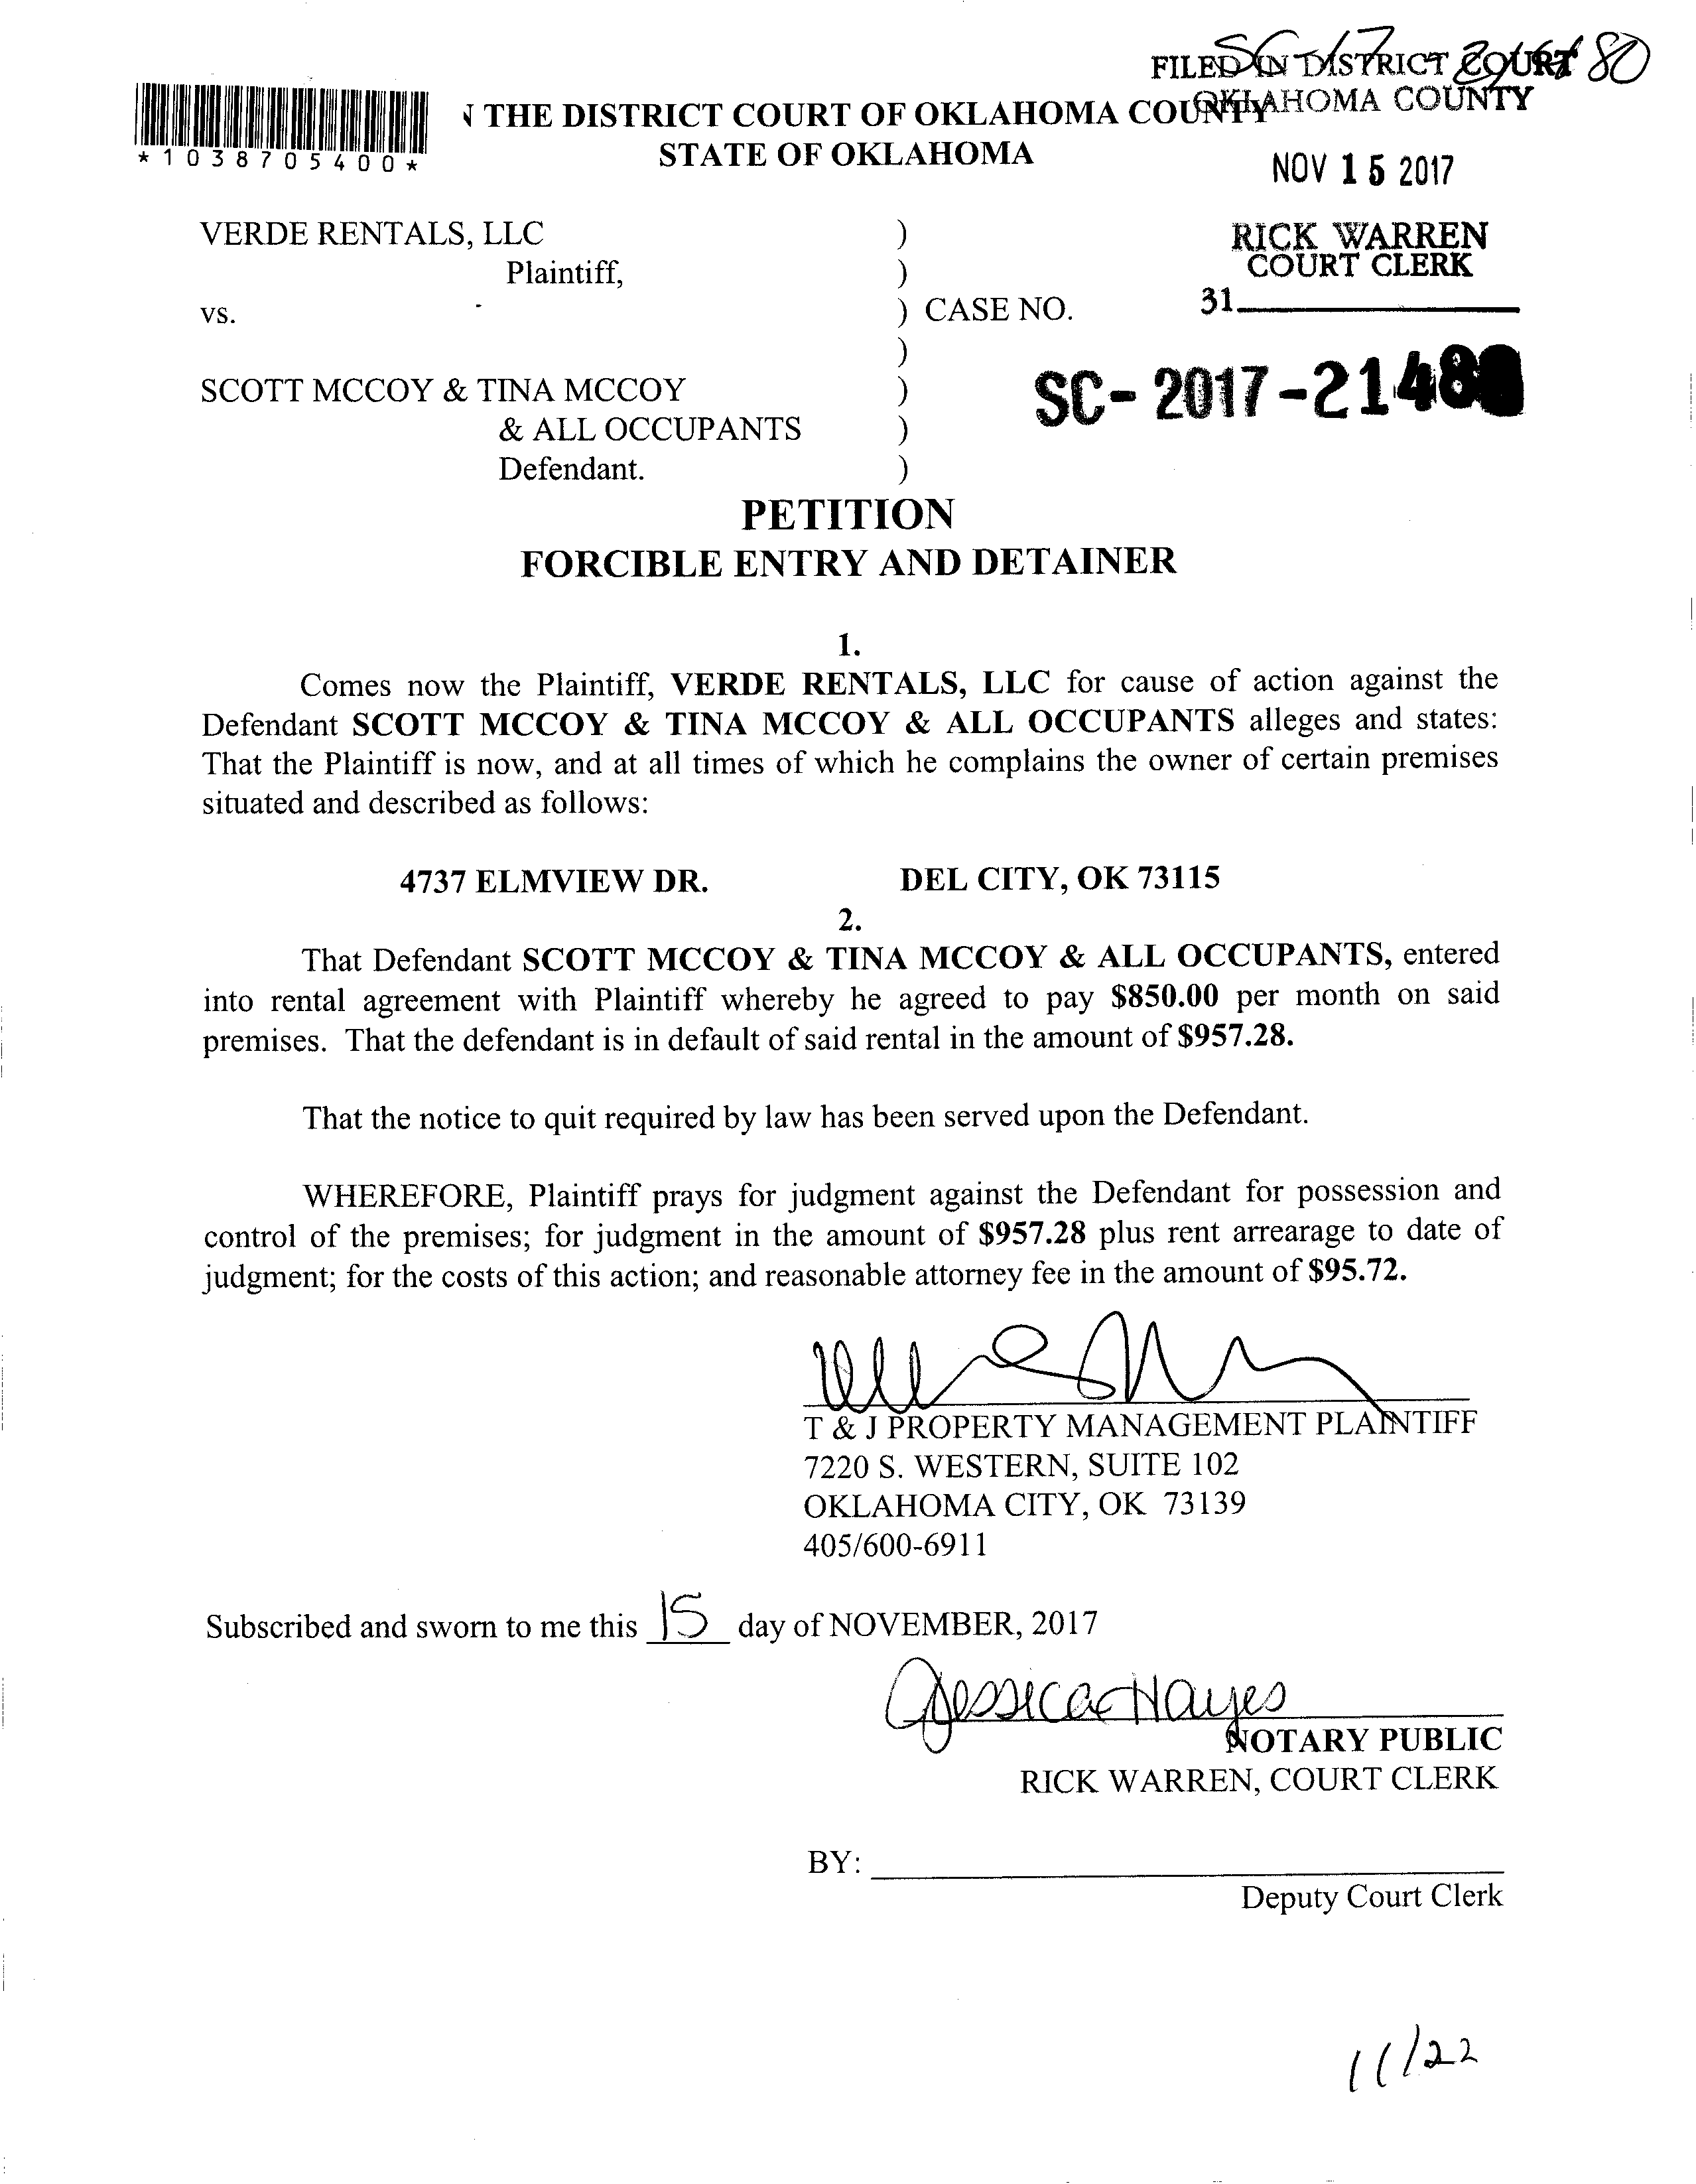 FILED IN DISTRICT COURT
OKLAHOMA COUNTY
*1038705400*
THE DISTRICT COURT OF OKLAHOMA COUNTY
STATE OF OKLAHOMA
NOV 15 2017
VERDE RENTALS, LLC )
RICK WARREN
Plaintiff, )
COURT CLERK
vs. ) CASE NO.
31
)
SCOTT MCCOY & TINA MCCOY )
SC- 2017-2148
& ALL OCCUPANTS )
Defendant. )
PETITION
FORCIBLE ENTRY AND DETAINER
1.
Comes now the Plaintiff, VERDE RENTALS, LLC for cause of action against the
Defendant SCOTT MCCOY & TINA MCCOY & ALL OCCUPANTS alleges and states:
That the Plaintiff is now, and at all times of which he complains the owner of certain premises
situated and described as follows:
4737 ELMVIEW DR. DEL CITY, OK 73115
2.
That Defendant SCOTT MCCOY & TINA MCCOY & ALL OCCUPANTS, entered
into rental agreement with Plaintiff whereby he agreed to pay $850.00 per month on said
premises. That the defendant is in default of said rental in the amount of $957.28.
That the notice to quit required by law has been served upon the Defendant.
WHEREFORE, Plaintiff prays for judgment against the Defendant for possession and
control of the premises; for judgment in the amount of $957.28 plus rent arrearage to date of
judgment; for the costs of this action; and reasonable attorney fee in the amount of $95.72.
T & J PROPERTY MANAGEMENT PLAINTIFF
7220 S. WESTERN, SUITE 102
OKLAHOMA CITY, OK 73139
405/600-6911
Subscribed and sworn to me this 15 day of NOVEMBER, 2017
Jessica Hayes
NOTARY PUBLIC
RICK WARREN, COURT CLERK
BY:
Deputy Court Clerk
11/22